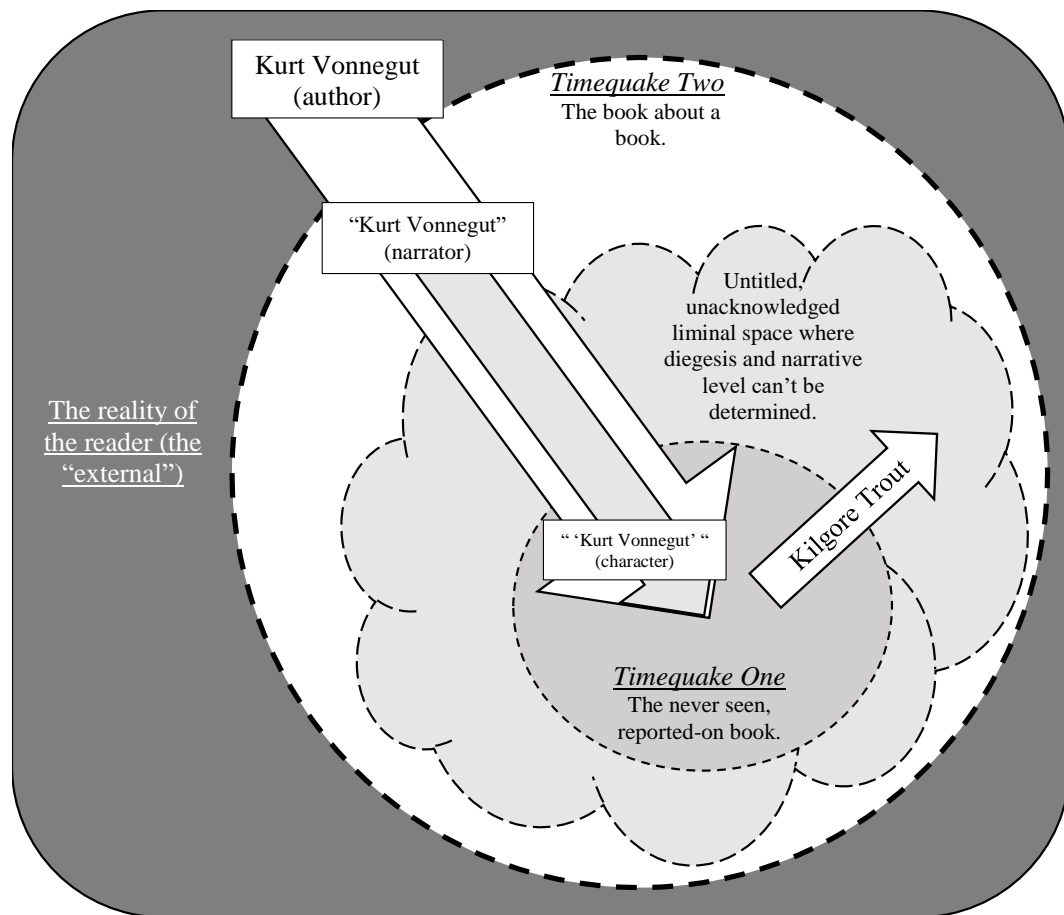 Kurt Vonnegut
(author)
Timequake Two
The book about a
book.
“Kurt Vonnegut”
(narrator)
Untitled,
unacknowledged
liminal space where
diegesis and narrative
level can’t be
determined.
The reality of
the reader (the
“external”)
Kilgore Trout
“ ‘Kurt Vonnegut’ “
(character)
Timequake One
The never seen,
reported-on book.